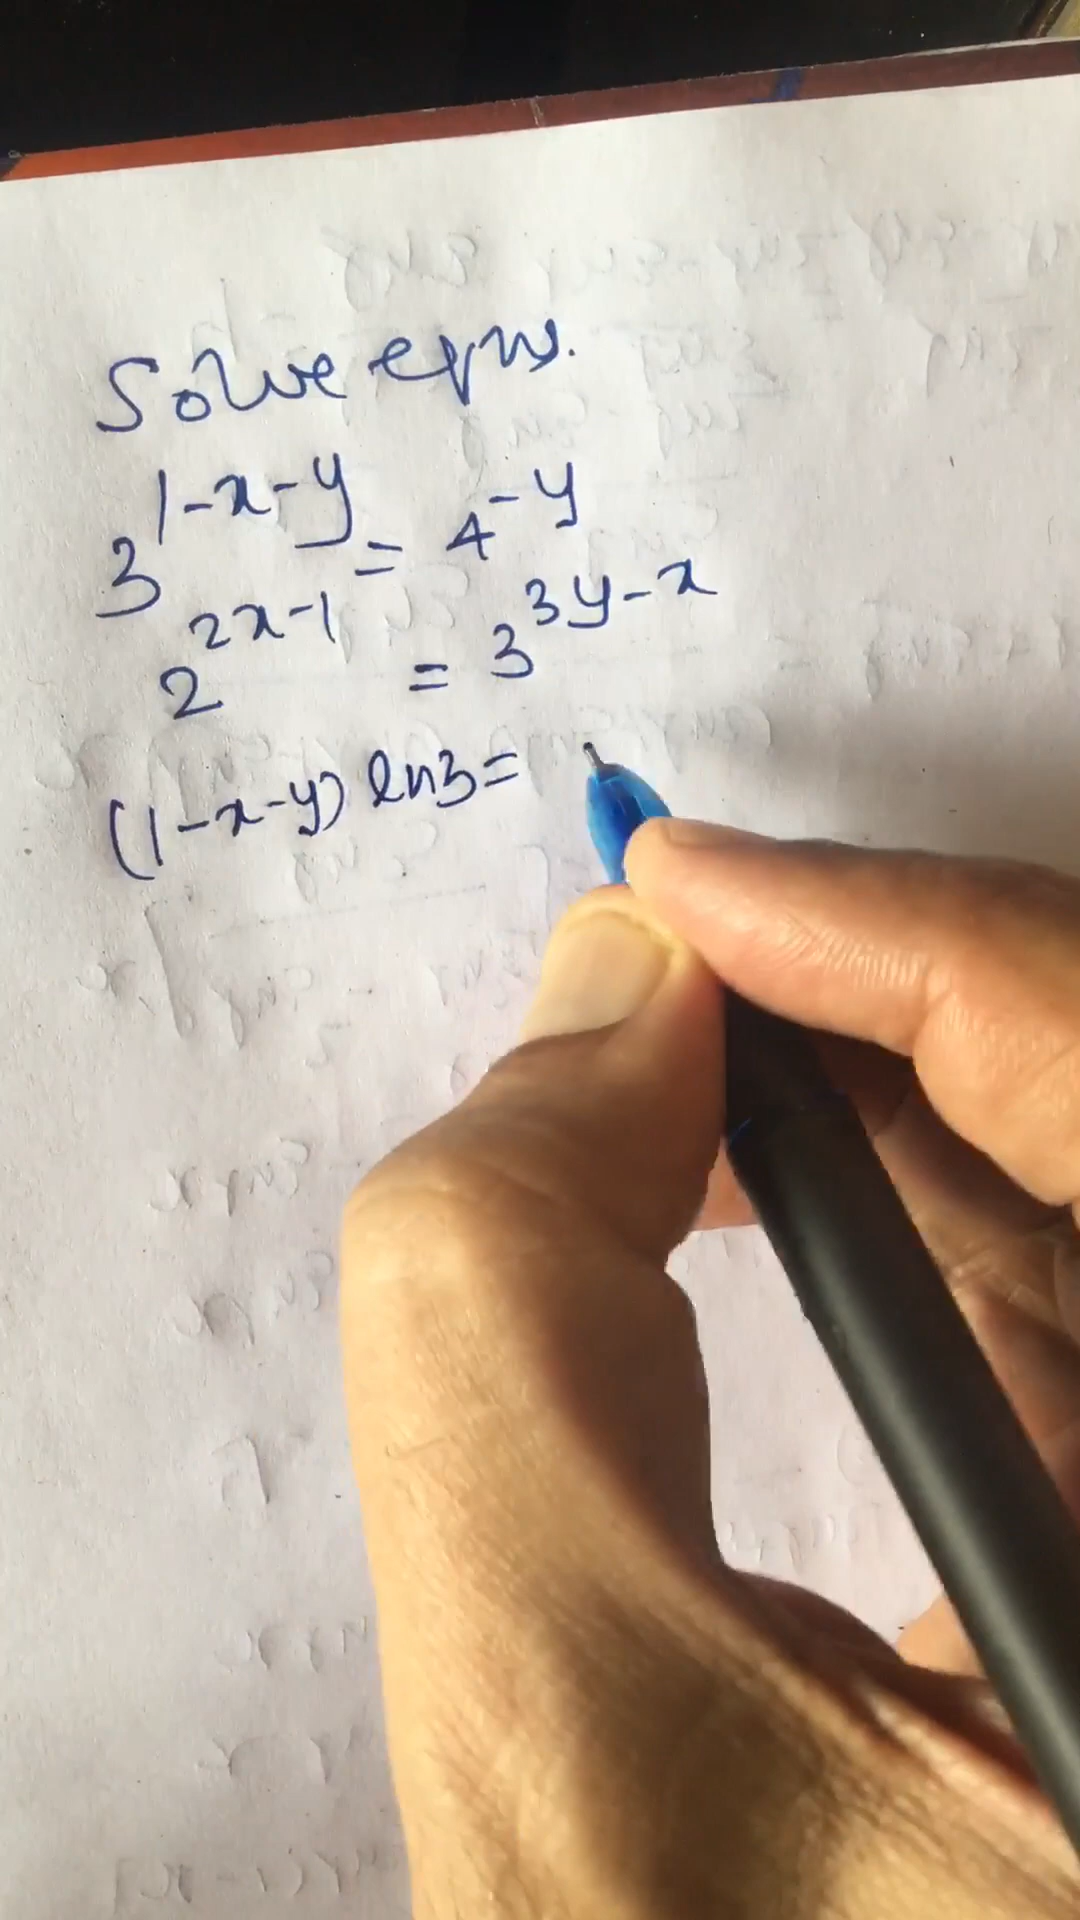 Solve eqns.
3^{1-x-y} = 4^{-y}
2^{2x-1} = 3^{3y-x}
(1-x-y) ln3 =